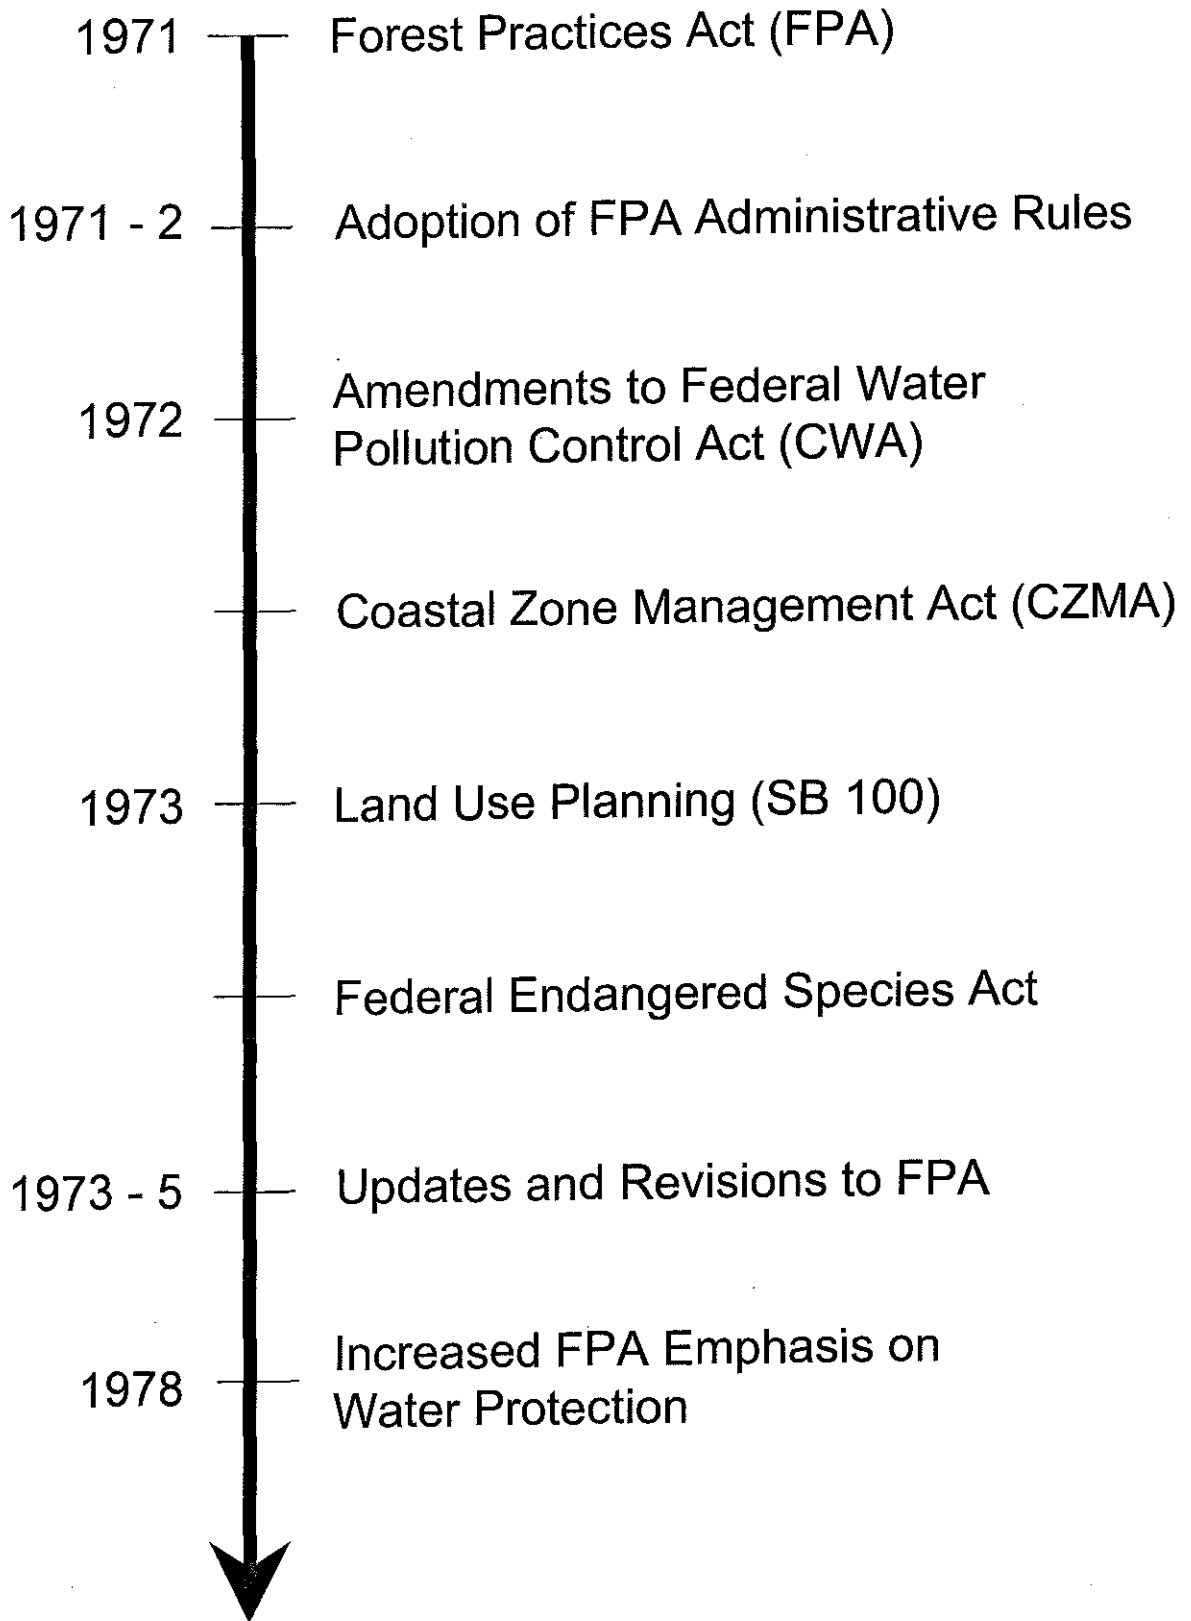 1971 Forest Practices Act (FPA)
1971 - 2 Adoption of FPA Administrative Rules
1972 Amendments to Federal Water
Pollution Control Act (CWA)
Coastal Zone Management Act (CZMA)
1973 Land Use Planning (SB 100)
Federal Endangered Species Act
1973 - 5 Updates and Revisions to FPA
1978 Increased FPA Emphasis on
Water Protection